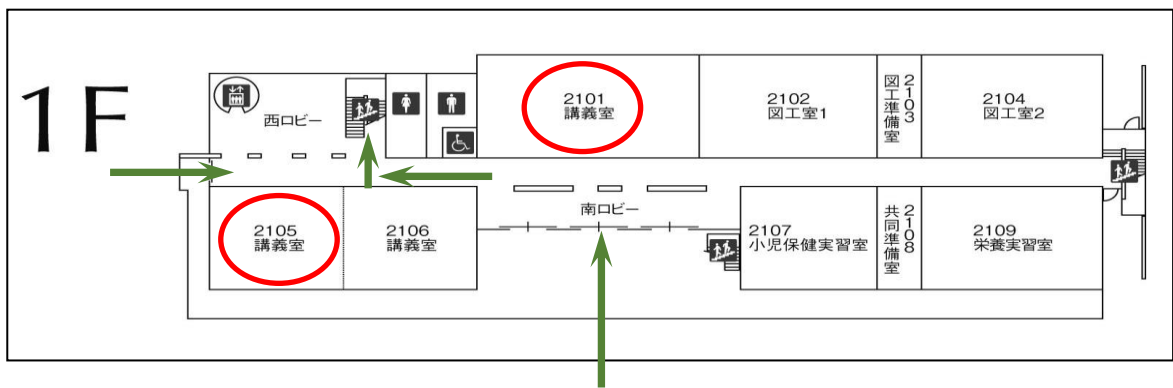 1F
西ロビー
2101
講義室
2102
図工室1
2103
図工準備室
2104
図工室2
2105
講義室
2106
講義室
南ロビー
2107
小児保健実習室
2108
共同準備室
2109
栄養実習室